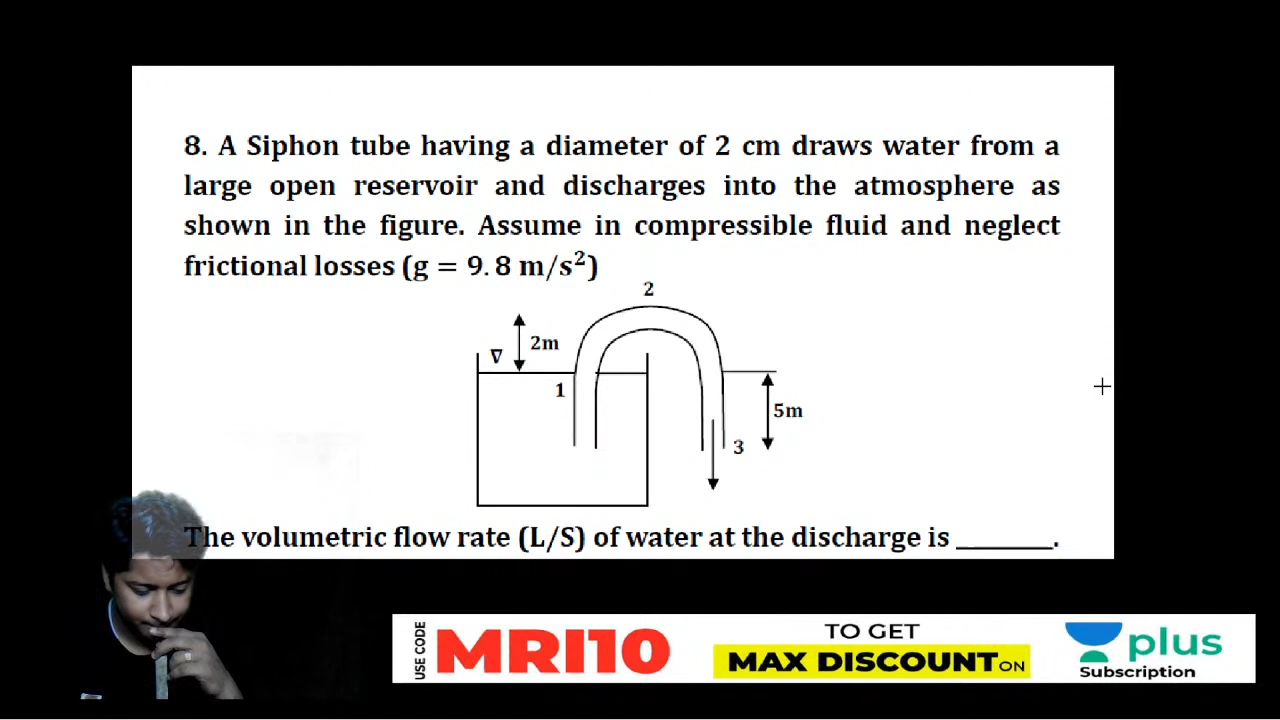 8. A Siphon tube having a diameter of 2 cm draws water from a
large open reservoir and discharges into the atmosphere as
shown in the figure. Assume in compressible fluid and neglect
frictional losses (g = 9.8 m/s²)
2
∇
2m
1
5m
3
The volumetric flow rate (L/S) of water at the discharge is ________.
USE CODE
MRI10
TO GET
MAX DISCOUNT ON
plus
Subscription